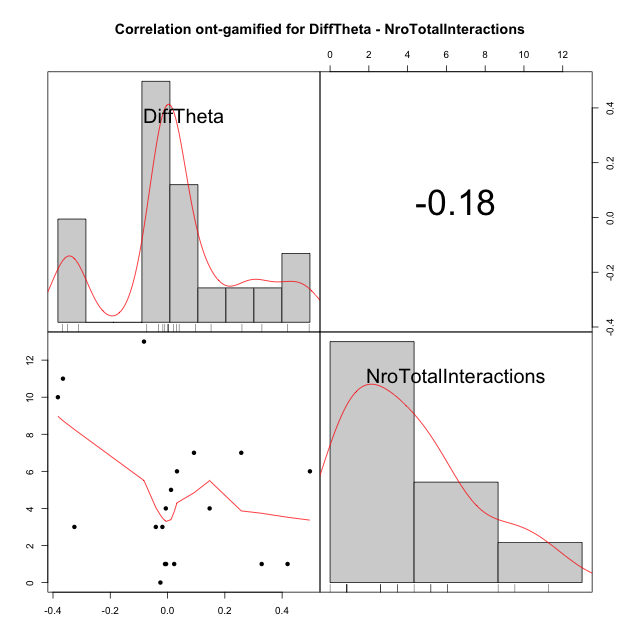 Correlation ont-gamified for DiffTheta - NroTotalInteractions
0 2 4 6 8 10 12
DiffTheta
-0.18
0.4
0.2
0.0
-0.2
-0.4
12
10
8
6
4
2
0
NroTotalInteractions
-0.4 -0.2 0.0 0.2 0.4